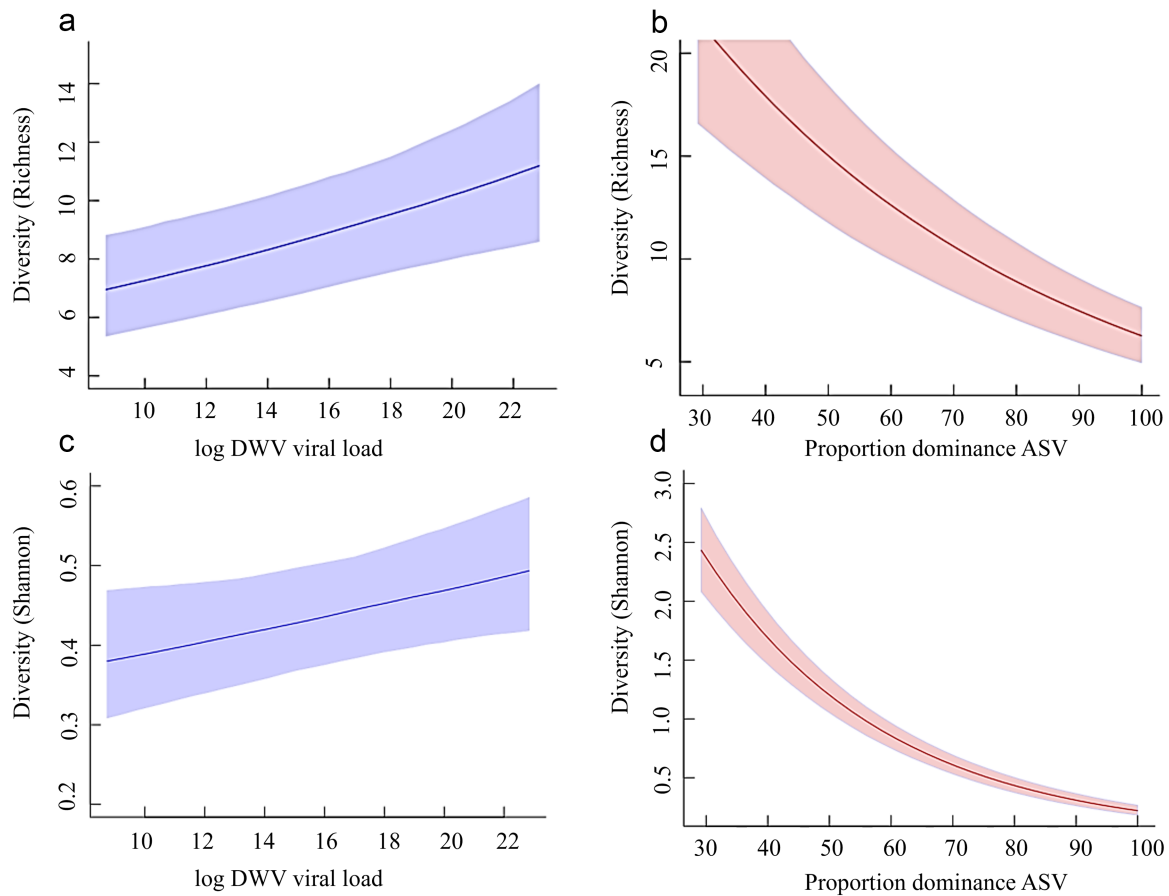 a
Diversity (Richness)
14
12
10
8
6
4
10 12 14 16 18 20 22
log DWV viral load
b
Diversity (Richness)
20
15
10
5
30 40 50 60 70 80 90 100
Proportion dominance ASV
c
Diversity (Shannon)
0.6
0.5
0.4
0.3
0.2
10 12 14 16 18 20 22
log DWV viral load
d
Diversity (Shannon)
3.0
2.5
2.0
1.5
1.0
0.5
30 40 50 60 70 80 90 100
Proportion dominance ASV